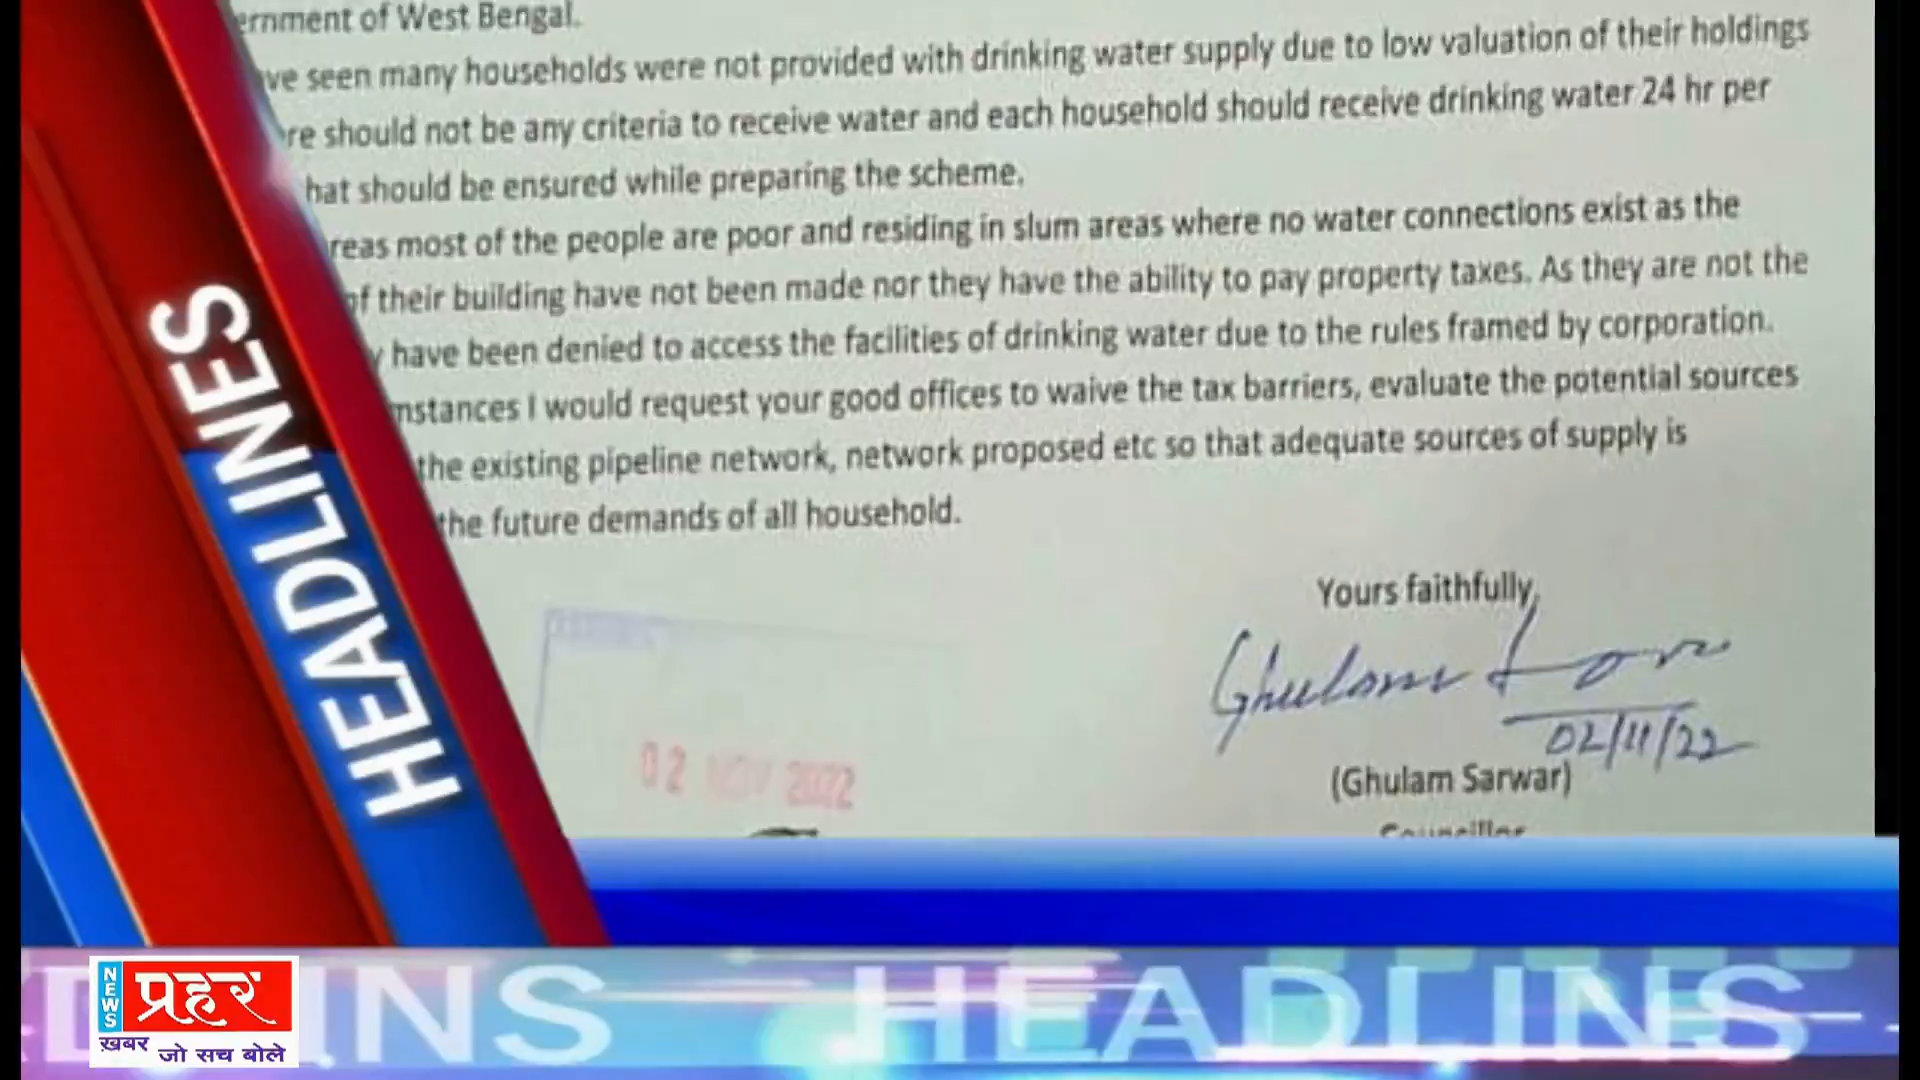 ernment of West Bengal.
ve seen many households were not provided with drinking water supply due to low valuation of their holdings
re should not be any criteria to receive water and each household should receive drinking water 24 hr per
hat should be ensured while preparing the scheme.
reas most of the people are poor and residing in slum areas where no water connections exist as the
of their building have not been made nor they have the ability to pay property taxes. As they are not the
y have been denied to access the facilities of drinking water due to the rules framed by corporation.
mstances I would request your good offices to waive the tax barriers, evaluate the potential sources
the existing pipeline network, network proposed etc so that adequate sources of supply is
the future demands of all household.
Yours faithfully,
Ghulam Sarwar
02/11/22
02 NOV 2022
(Ghulam Sarwar)
Councillor
HEADLINES
DLINS HEADLINS
NEWS
प्रहर
ख़बर जो सच बोले